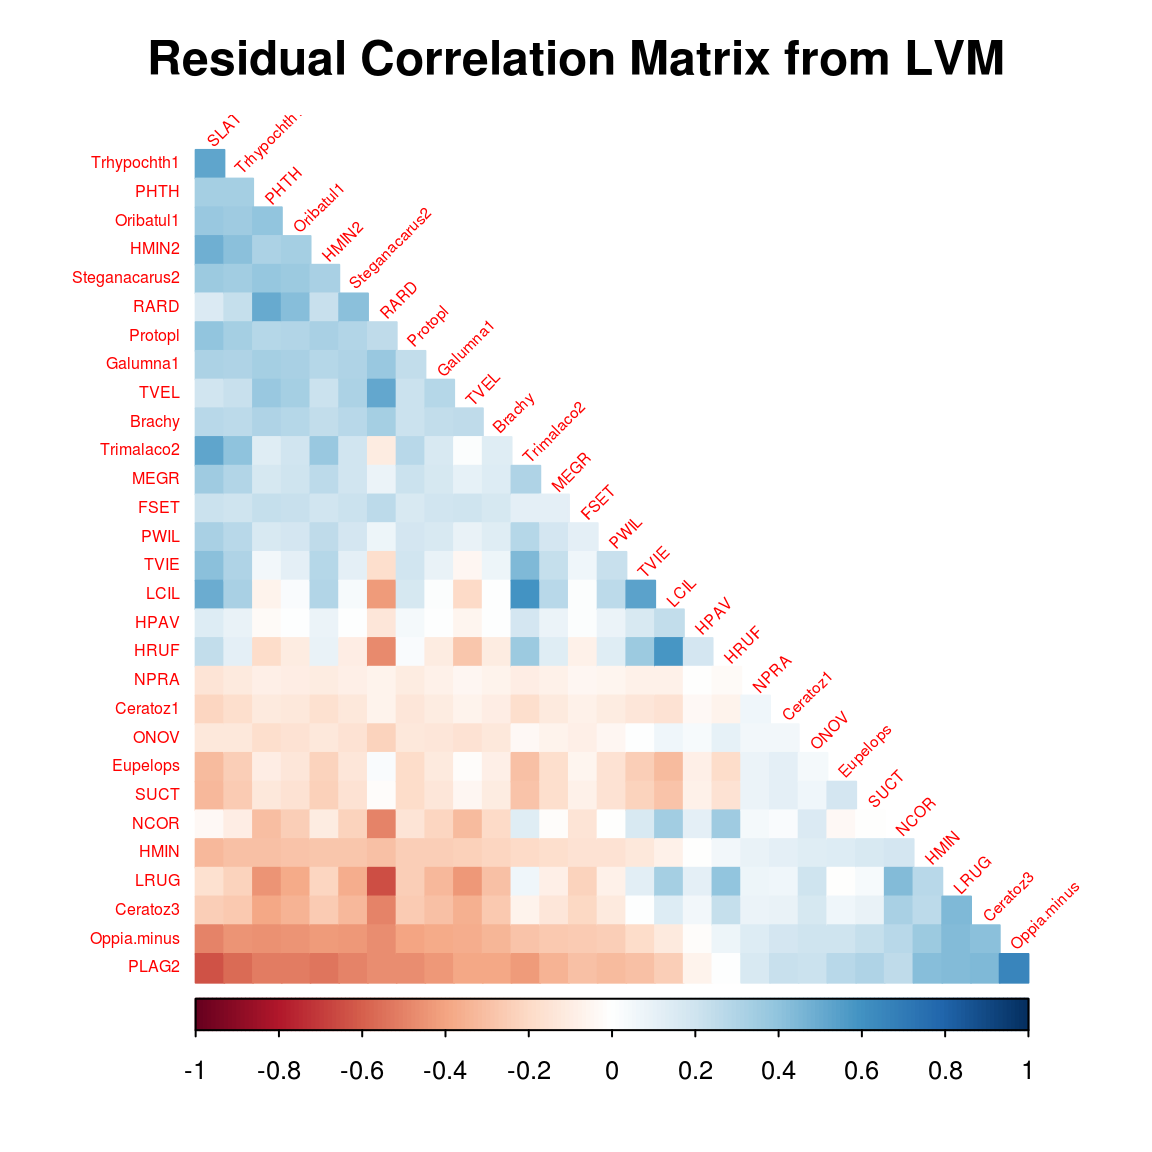 Residual Correlation Matrix from LVM
SLAT
Trhypochth1
Trhypochth
PHTH
PHTH
Oribatul1
Oribatul1
HMIN2
HMIN2
Steganacarus2
Steganacarus2
RARD
RARD
Protopl
Protopl
Galumna1
Galumna1
TVEL
TVEL
Brachy
Brachy
Trimalaco2
Trimalaco2
MEGR
MEGR
FSET
FSET
PWIL
PWIL
TVIE
TVIE
LCIL
LCIL
HPAV
HPAV
HRUF
HRUF
NPRA
NPRA
Ceratoz1
Ceratoz1
ONOV
ONOV
Eupelops
Eupelops
SUCT
SUCT
NCOR
NCOR
HMIN
HMIN
LRUG
LRUG
Ceratoz3
Ceratoz3
Oppia.minus
Oppia.minus
PLAG2
-1 -0.8 -0.6 -0.4 -0.2 0 0.2 0.4 0.6 0.8 1